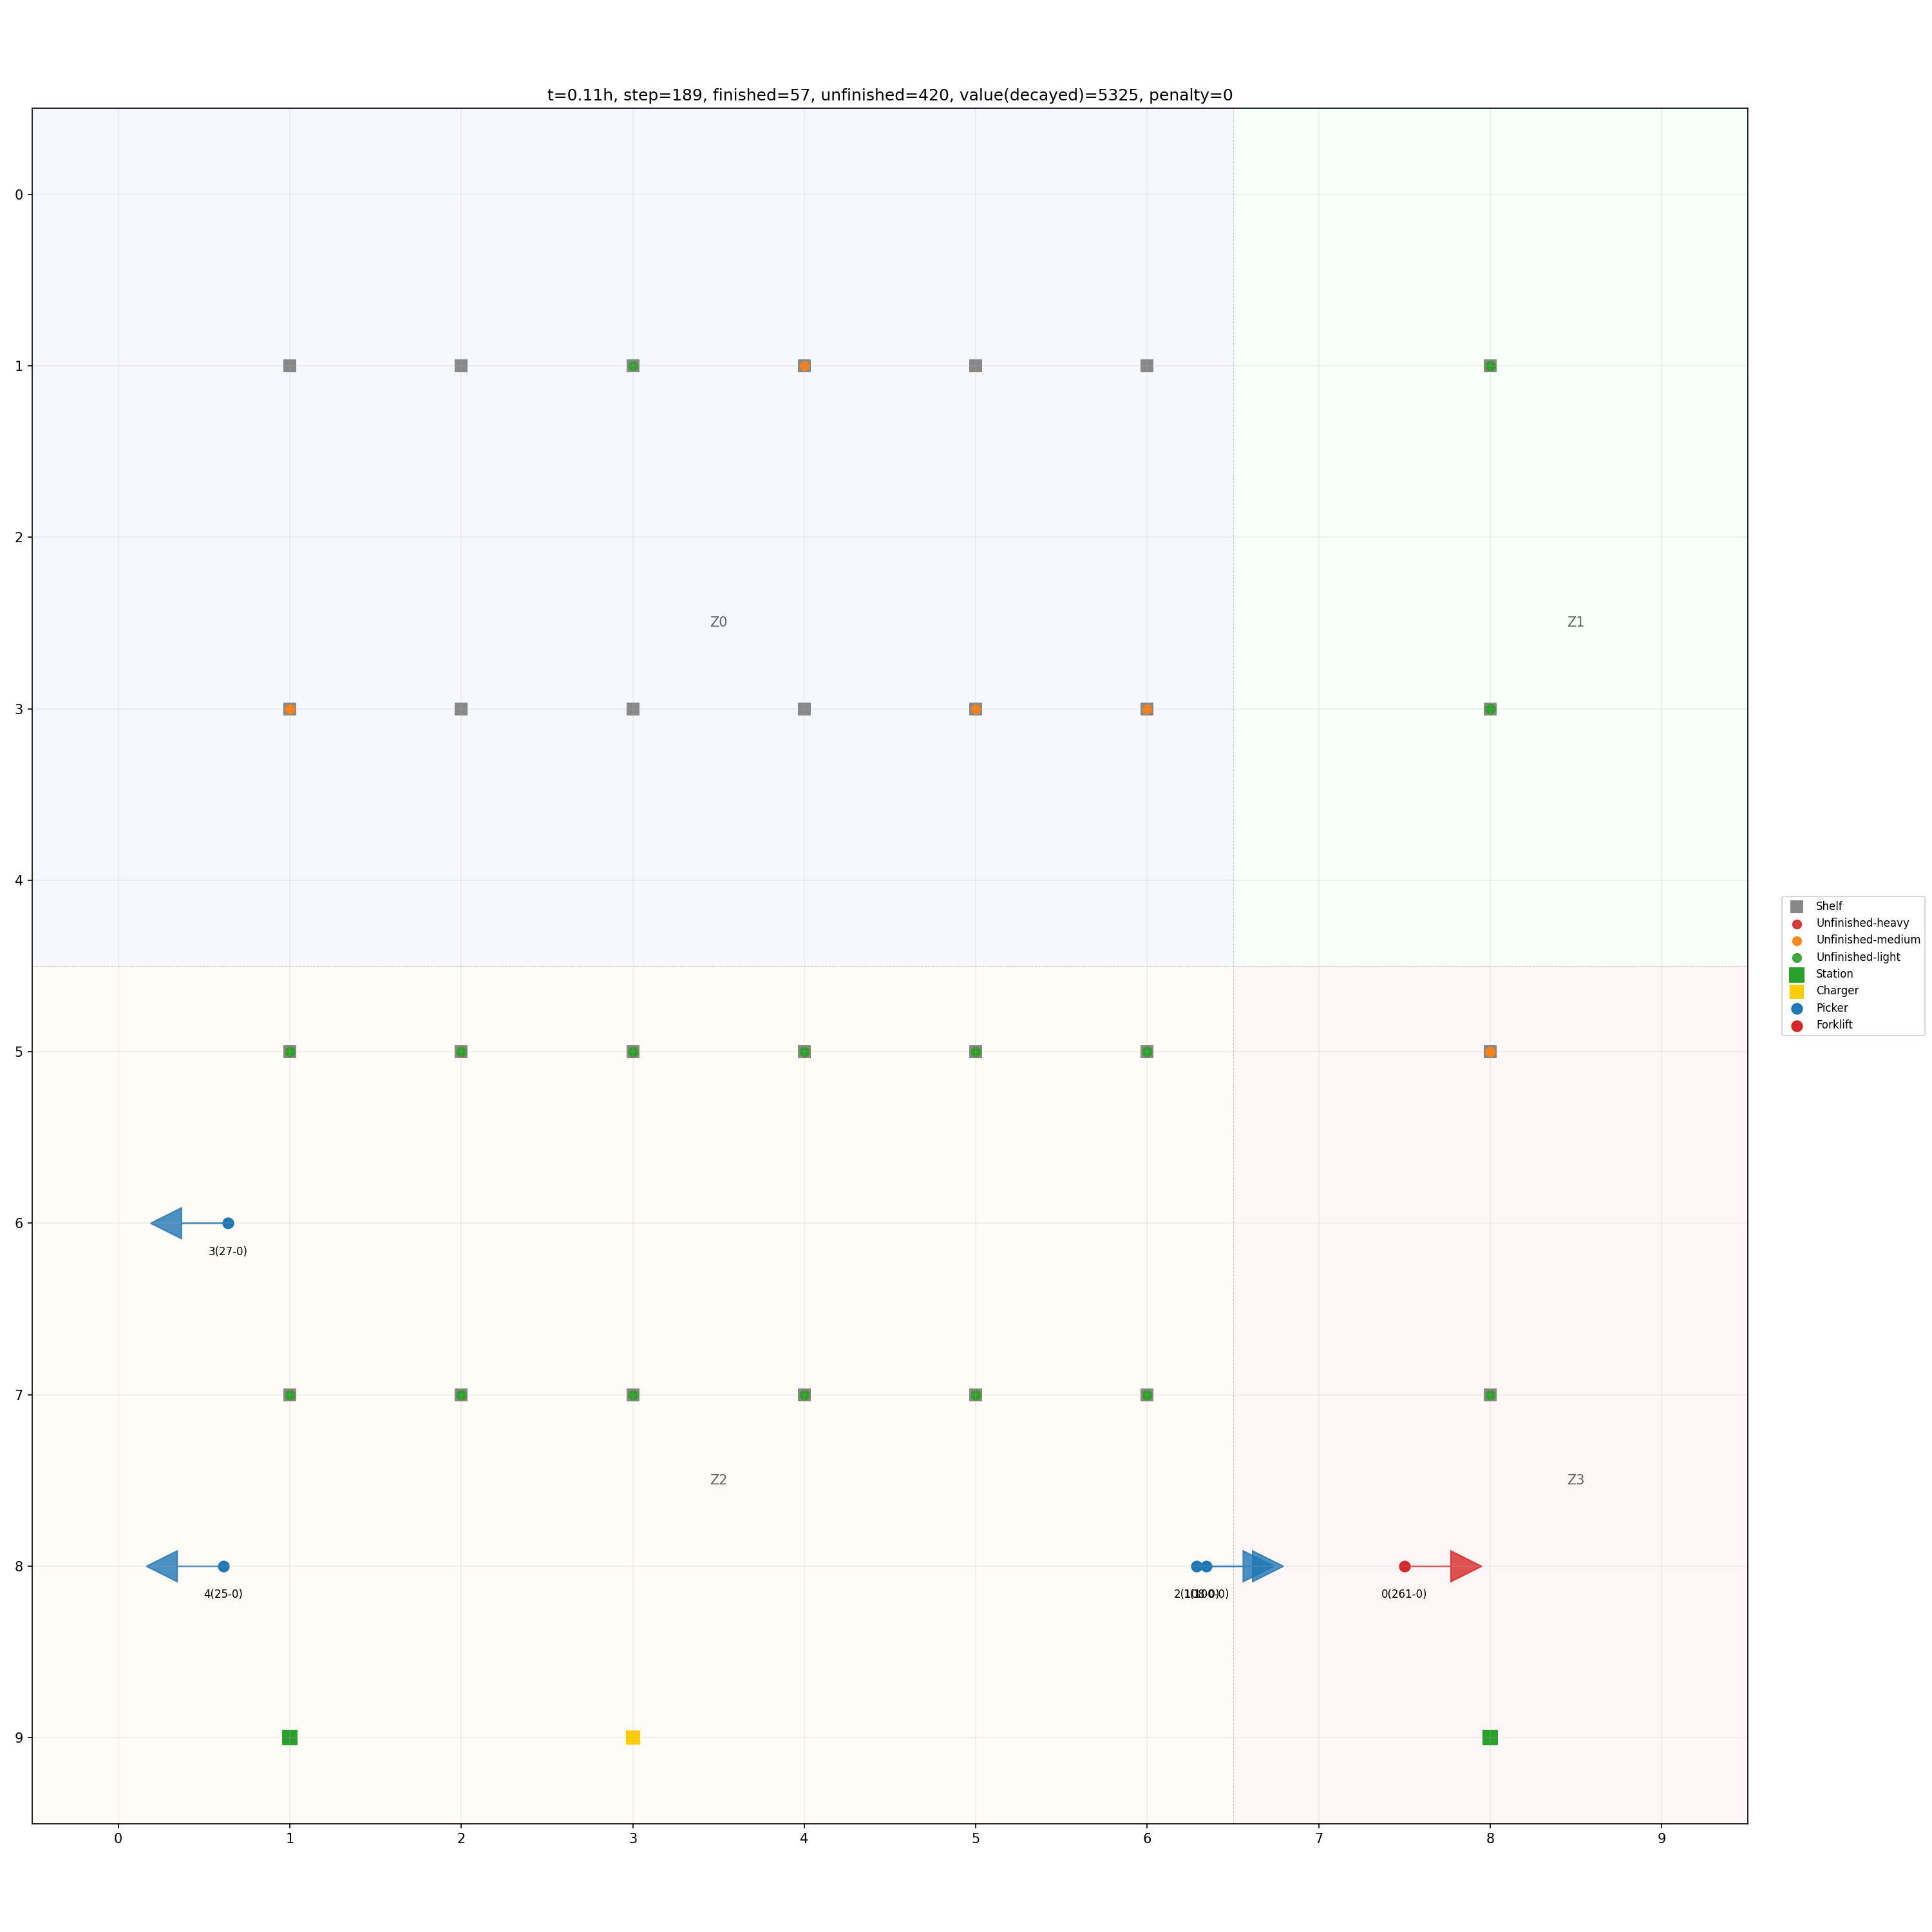 t=0.11h, step=189, finished=57, unfinished=420, value(decayed)=5325, penalty=0
0
1
2
Z0
Z1
3
4
Shelf
Unfinished-heavy
Unfinished-medium
Unfinished-light
Station
Charger
Picker
Forklift
5
6
3(27-0)
7
Z2
Z3
8
4(25-0)
0(261-0)
9
0 1 2 3 4 5 6 7 8 9